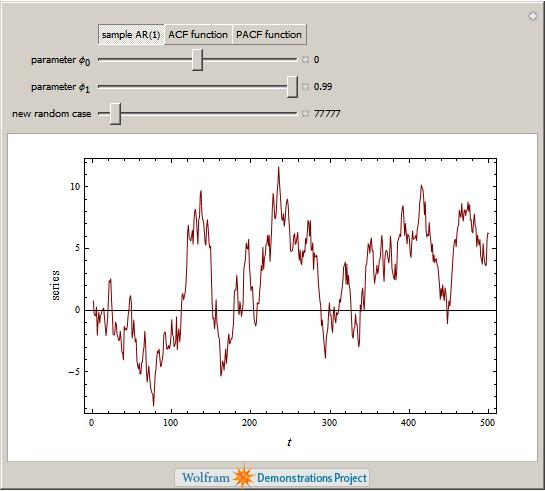 sample AR(1) ACF function PACF function
parameter ϕ0 0
parameter ϕ1 0.99
new random case 77777
10
5
0
−5
series
0 100 200 300 400 500
t
Wolfram Demonstrations Project